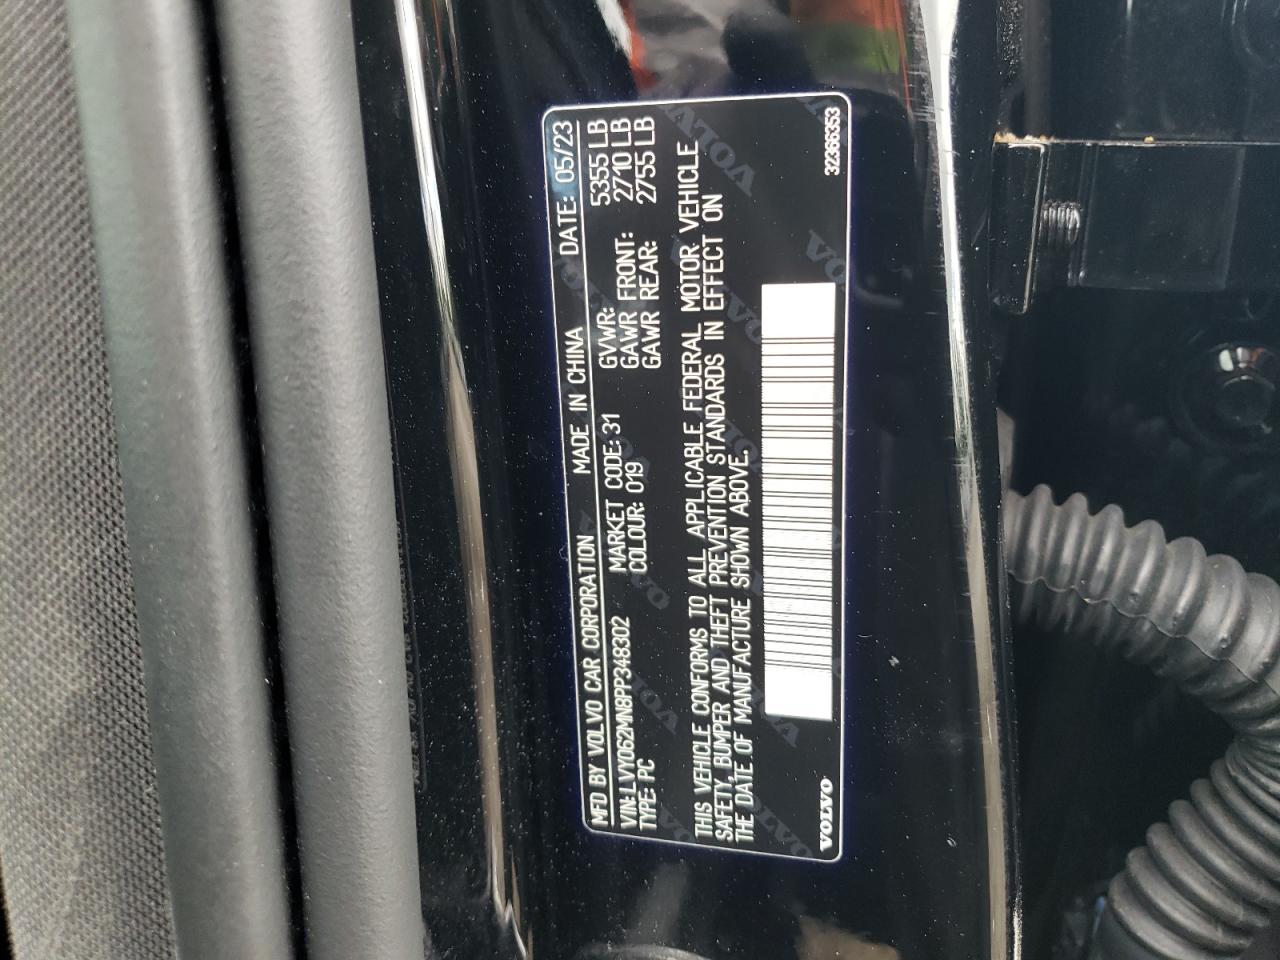 MFD BY VOLVO CAR CORPORATION MADE IN CHINA DATE: 05/23
VIN: LVY062MN8PP348302 MARKET CODE: 31 GVWR: 5355 LB
TYPE: PC COLOUR: 019 GAWR FRONT: 2710 LB
GAWR REAR: 2755 LB
THIS VEHICLE CONFORMS TO ALL APPLICABLE FEDERAL MOTOR VEHICLE
SAFETY, BUMPER AND THEFT PREVENTION STANDARDS IN EFFECT ON
THE DATE OF MANUFACTURE SHOWN ABOVE.
VOLVO 32366353